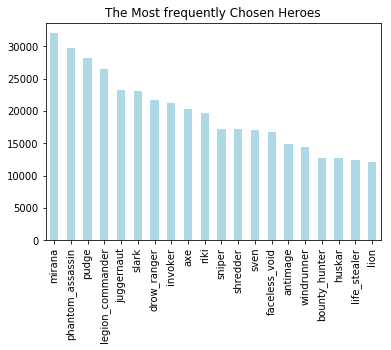 The Most frequently Chosen Heroes
30000
25000
20000
15000
10000
5000
0
mirana
phantom_assassin
pudge
legion_commander
juggernaut
slark
drow_ranger
invoker
axe
riki
sniper
shredder
sven
faceless_void
antimage
windrunner
bounty_hunter
huskar
life_stealer
lion